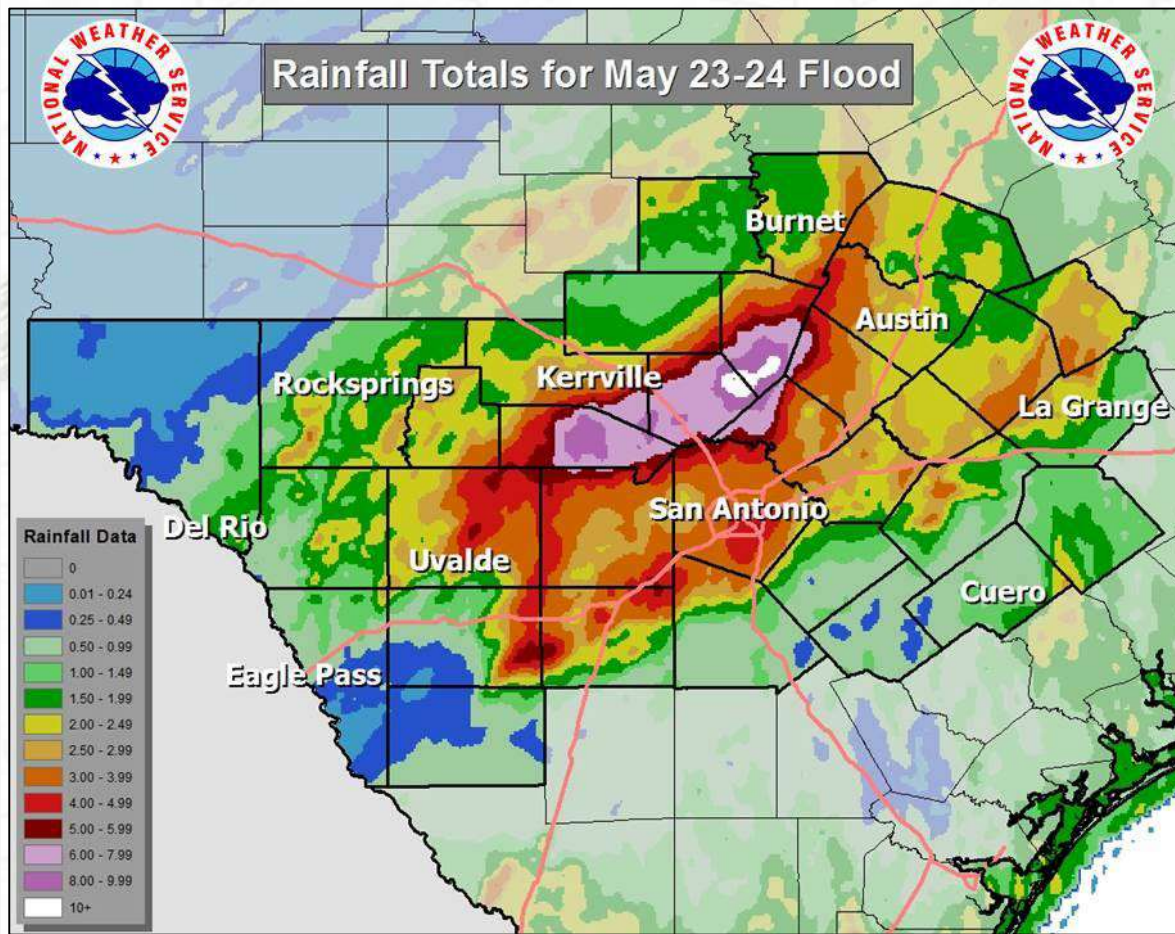 NATIONAL WEATHER SERVICE
Rainfall Totals for May 23-24 Flood
NATIONAL WEATHER SERVICE
Burnet
Austin
Rocksprings
Kerrville
La Grange
Del Rio
San Antonio
Uvalde
Cuero
Eagle Pass
Rainfall Data
0
0.01 - 0.24
0.25 - 0.49
0.50 - 0.99
1.00 - 1.49
1.50 - 1.99
2.00 - 2.49
2.50 - 2.99
3.00 - 3.99
4.00 - 4.99
5.00 - 5.99
6.00 - 7.99
8.00 - 9.99
10+